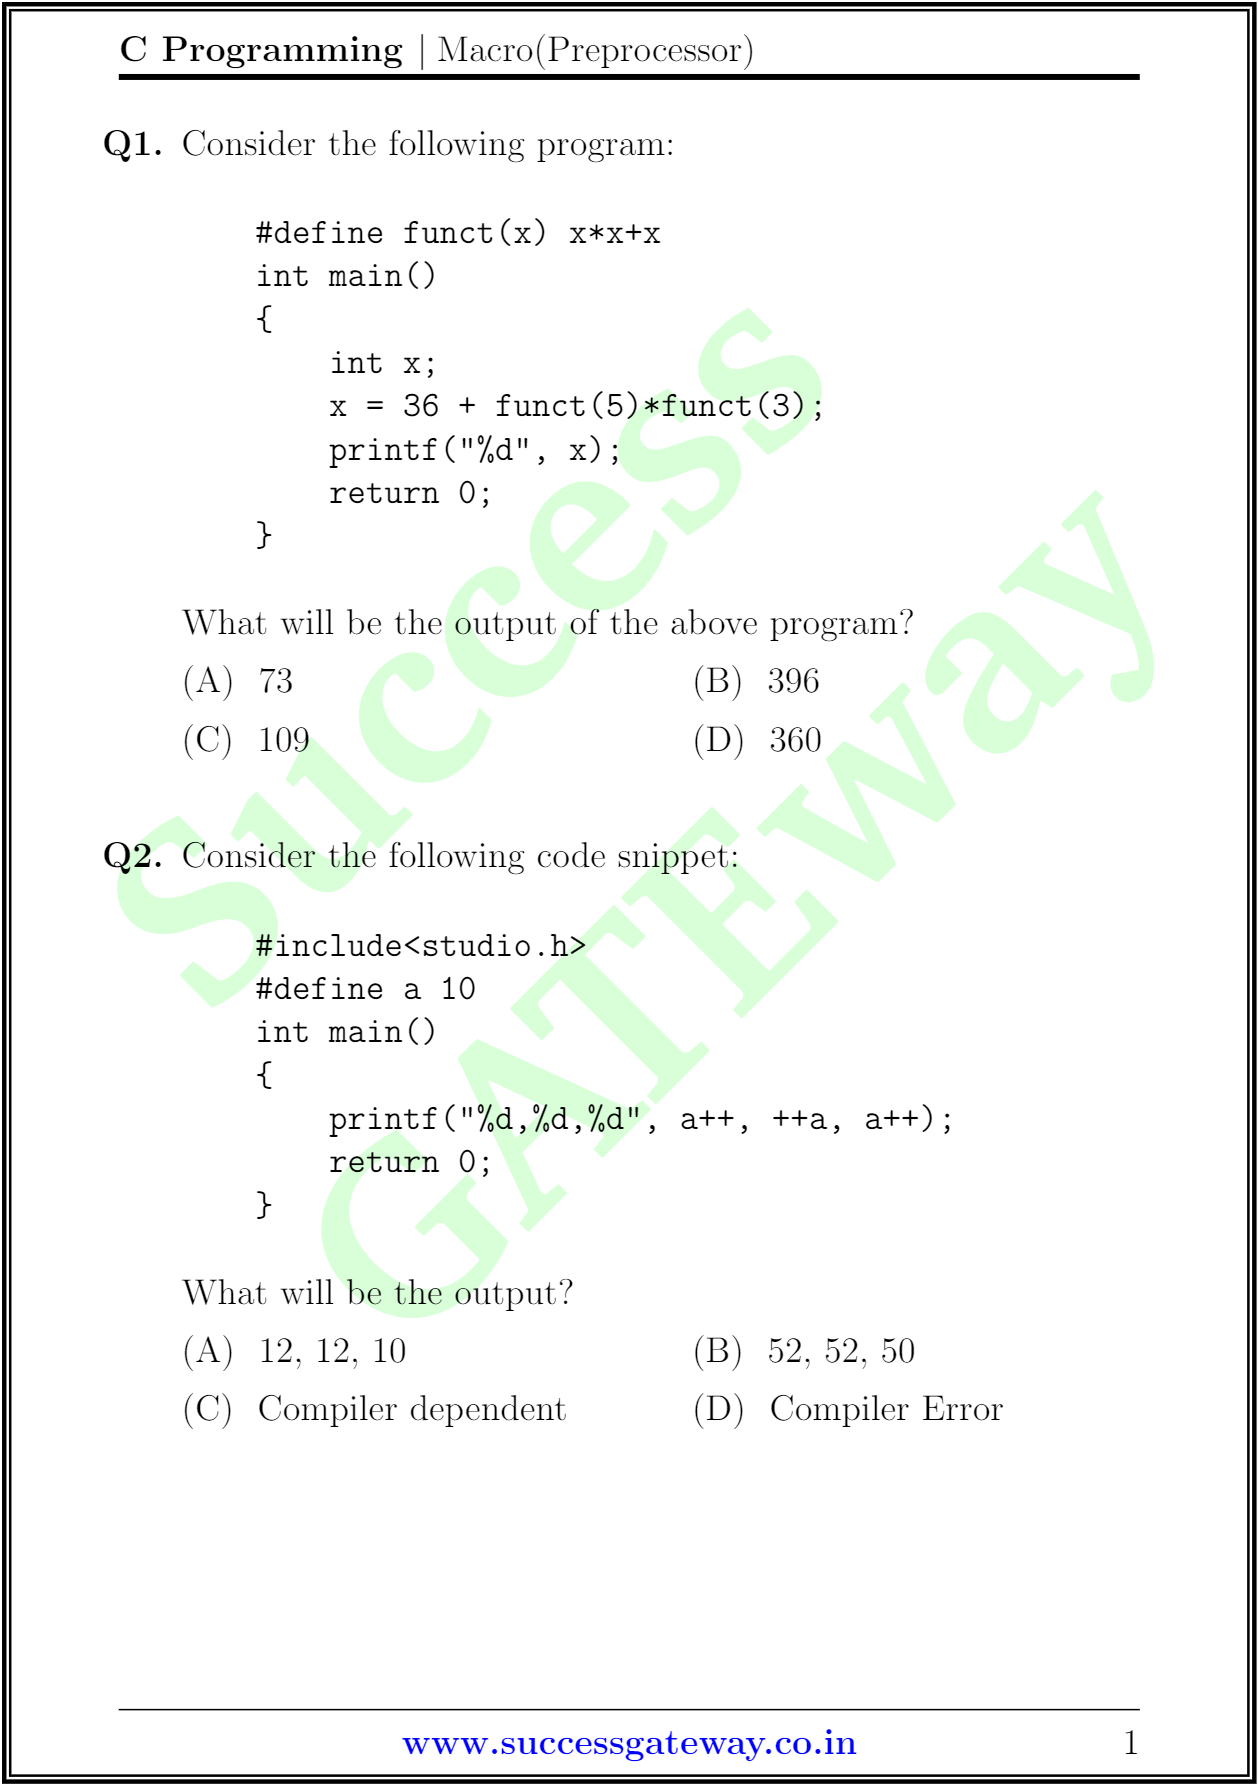 C Programming | Macro(Preprocessor)
Q1. Consider the following program:
#define funct(x) x*x+x
int main()
{
    int x;
    x = 36 + funct(5)*funct(3);
    printf("%d", x);
    return 0;
}
What will be the output of the above program?
(A) 73 (B) 396
(C) 109 (D) 360
Q2. Consider the following code snippet:
#include<studio.h>
#define a 10
int main()
{
    printf("%d,%d,%d", a++, ++a, a++);
    return 0;
}
What will be the output?
(A) 12, 12, 10 (B) 52, 52, 50
(C) Compiler dependent (D) Compiler Error
Success
GATEway
www.successgateway.co.in 1